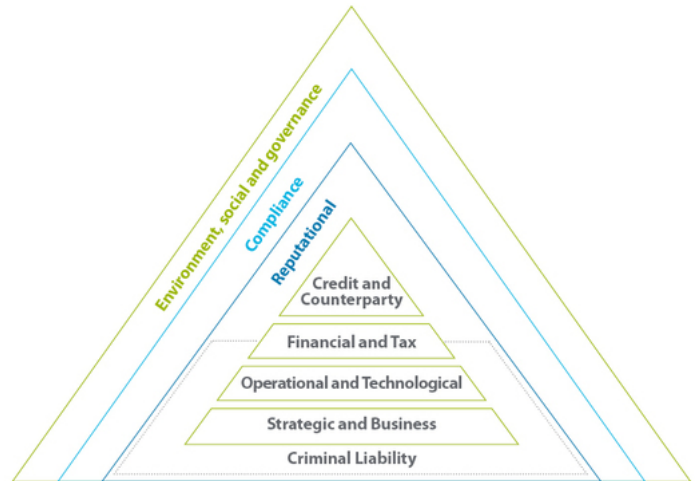 Environment, social and governance
Compliance
Reputational
Credit and
Counterparty
Financial and Tax
Operational and Technological
Strategic and Business
Criminal Liability